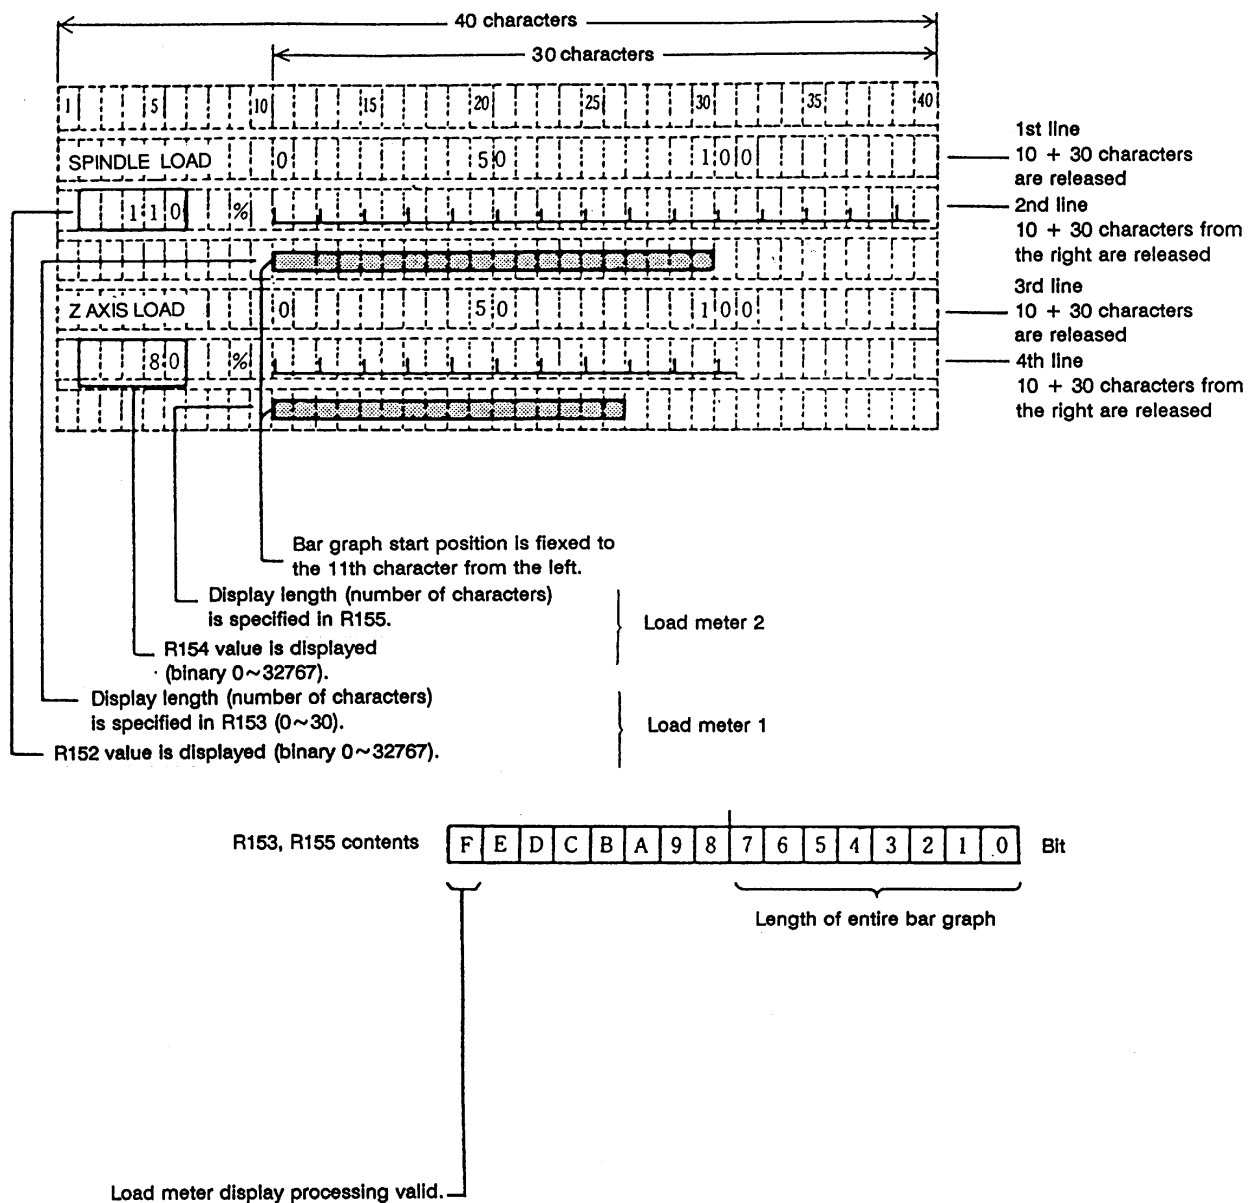 40 characters
30 characters
1 5 10 15 20 25 30 35 40
SPINDLE LOAD 0 50 100
110 %
Z AXIS LOAD 0 50 100
80 %
1st line
10 + 30 characters
are released
2nd line
10 + 30 characters from
the right are released
3rd line
10 + 30 characters
are released
4th line
10 + 30 characters from
the right are released
Bar graph start position is fiexed to
the 11th character from the left.
Display length (number of characters)
is specified in R155.
Load meter 2
R154 value is displayed
(binary 0~32767).
Display length (number of characters)
is specified in R153 (0~30).
Load meter 1
R152 value is displayed (binary 0~32767).
R153, R155 contents F E D C B A 9 8 7 6 5 4 3 2 1 0 Bit
Length of entire bar graph
Load meter display processing valid.